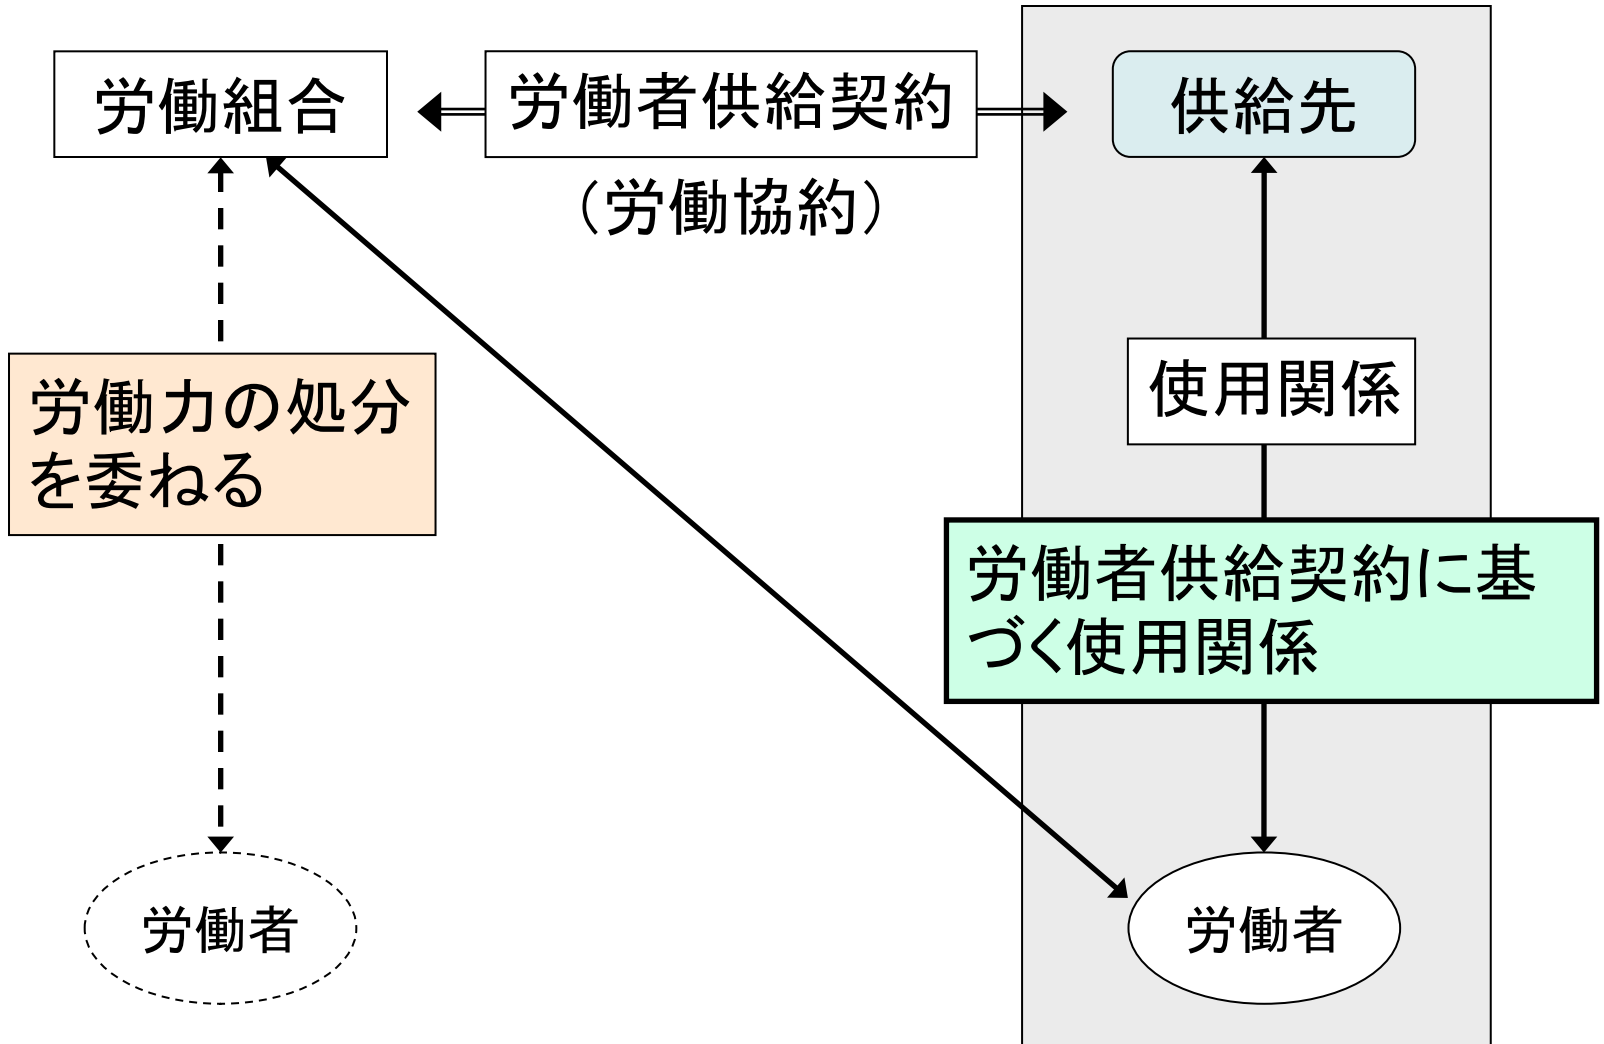 労働組合
労働者供給契約
供給先
（労働協約）
使用関係
労働力の処分
を委ねる
労働者供給契約に基
づく使用関係
労働者
労働者